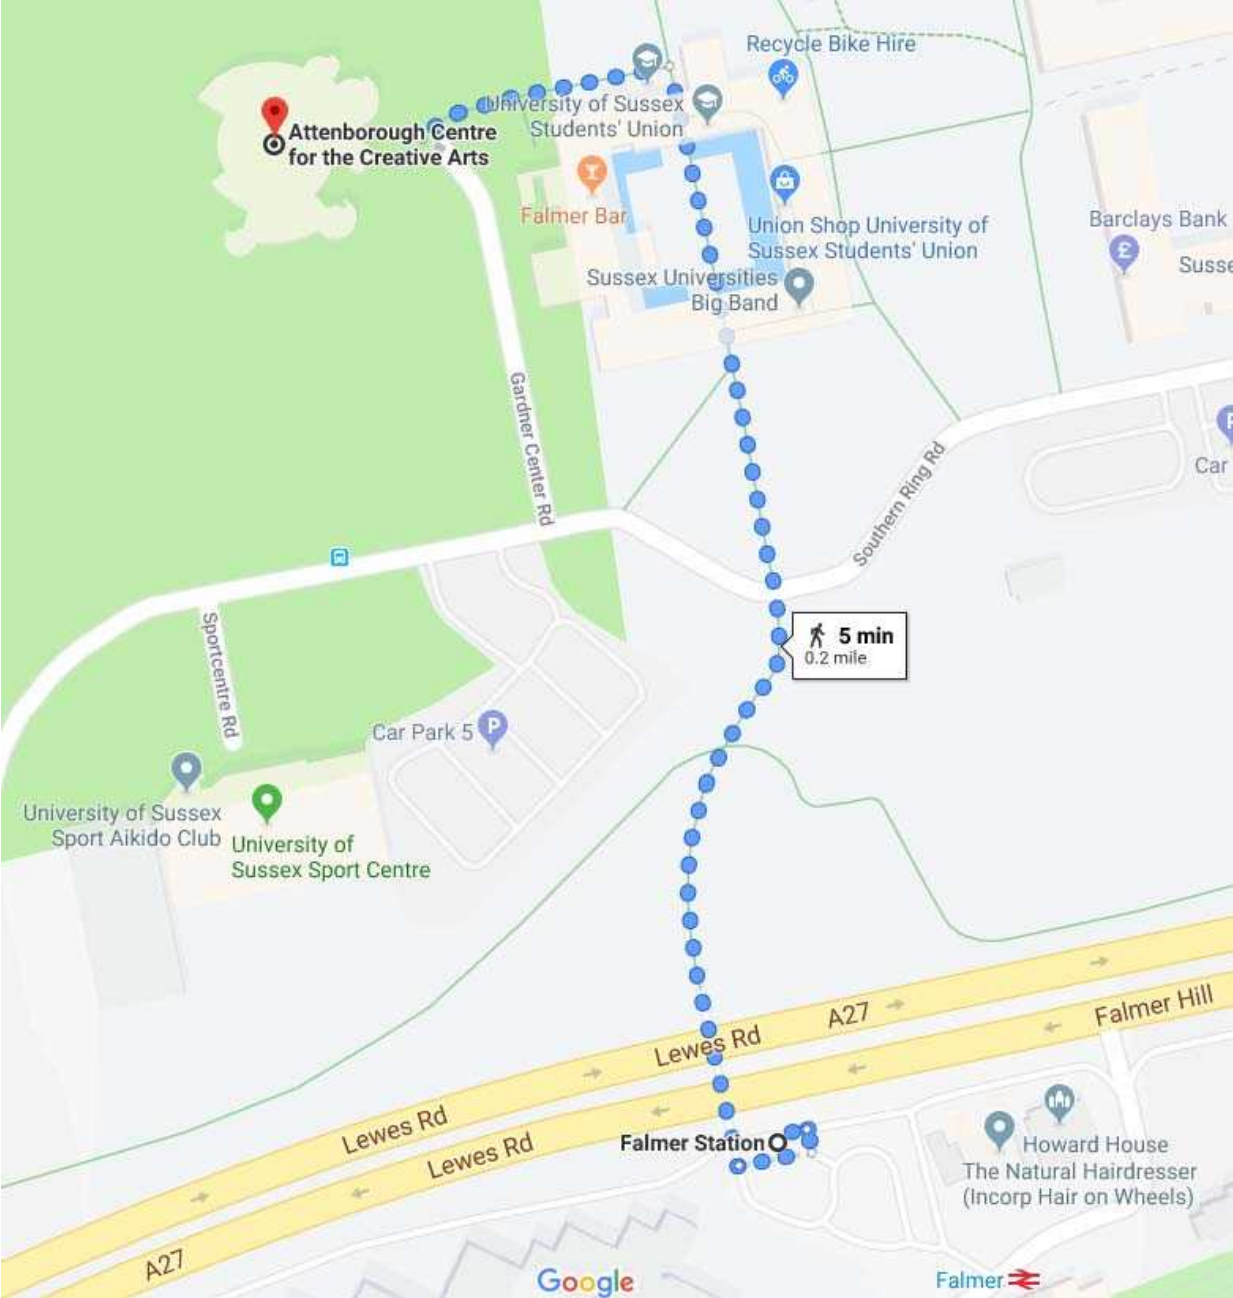 Recycle Bike Hire
University of Sussex
Students' Union
Attenborough Centre
for the Creative Arts
Falmer Bar
Union Shop University of
Sussex Students' Union
Barclays Bank
£
Susse
Sussex Universities
Big Band
Gardner Center Rd
Southern Ring Rd
P
Car
5 min
0.2 mile
Sportcentre Rd
Car Park 5
P
University of Sussex
Sport Aikido Club
University of
Sussex Sport Centre
Falmer Hill
A27
Lewes Rd
Lewes Rd
Lewes Rd
A27
Falmer Station
Howard House
The Natural Hairdresser
(Incorp Hair on Wheels)
Google
Falmer